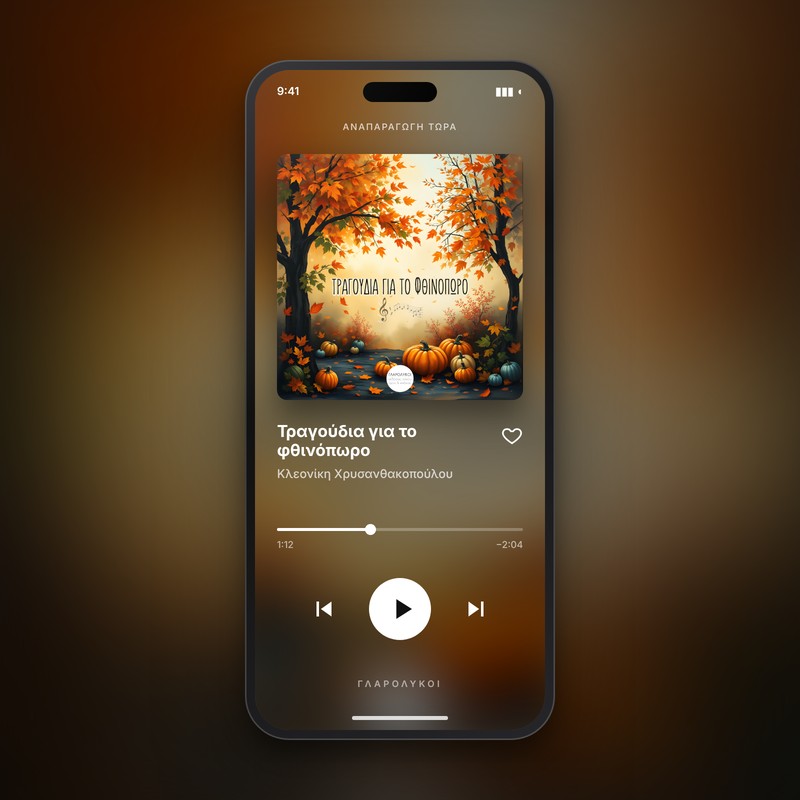 9:41
ΑΝΑΠΑΡΑΓΩΓΗ ΤΩΡΑ
ΤΡΑΓΟΥΔΙΑ ΓΙΑ ΤΟ ΦΘΙΝΟΠΩΡΟ
ΓΛΑΡΟΛΥΚΟΙ
Τραγούδια για το
φθινόπωρο
Κλεονίκη Χρυσανθακοπούλου
1:12
−2:04
ΓΛΑΡΟΛΥΚΟΙ